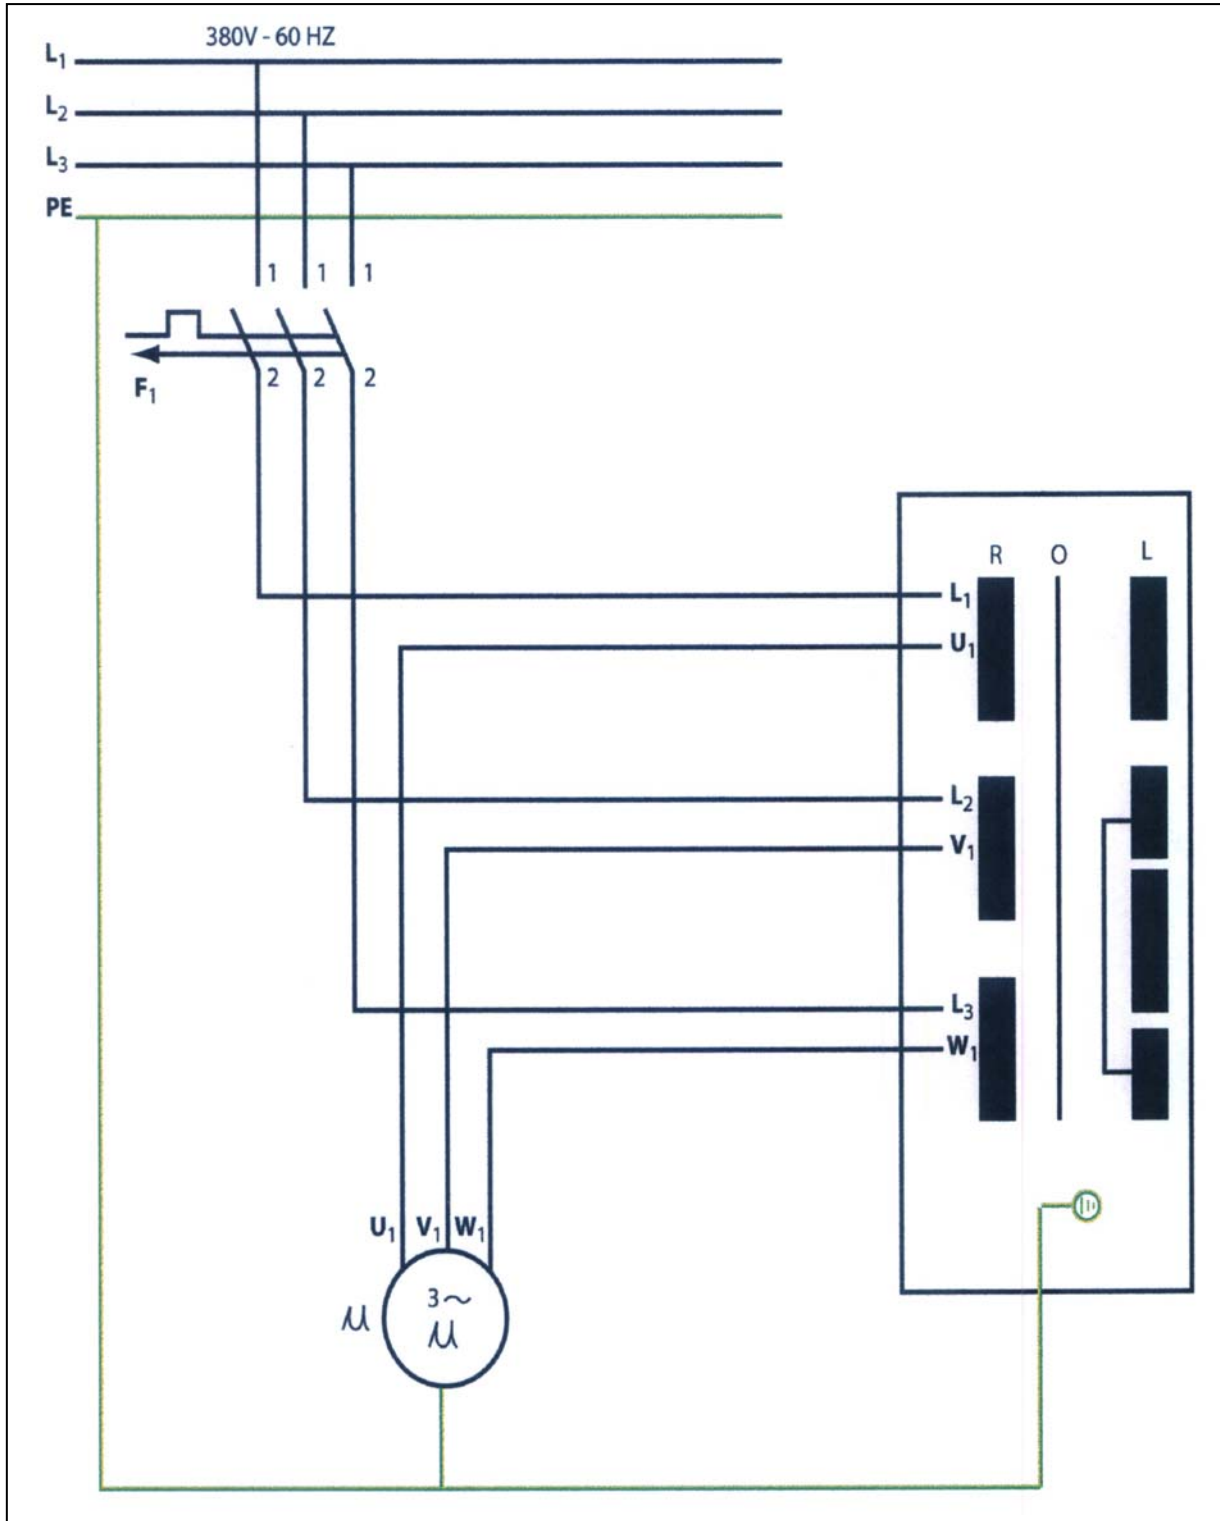 380V - 60 HZ
L₁
L₂
L₃
PE
1 1 1
2 2 2
F₁
R O L
L₁
U₁
L₂
V₁
L₃
W₁
U₁ V₁ W₁
3~
M M